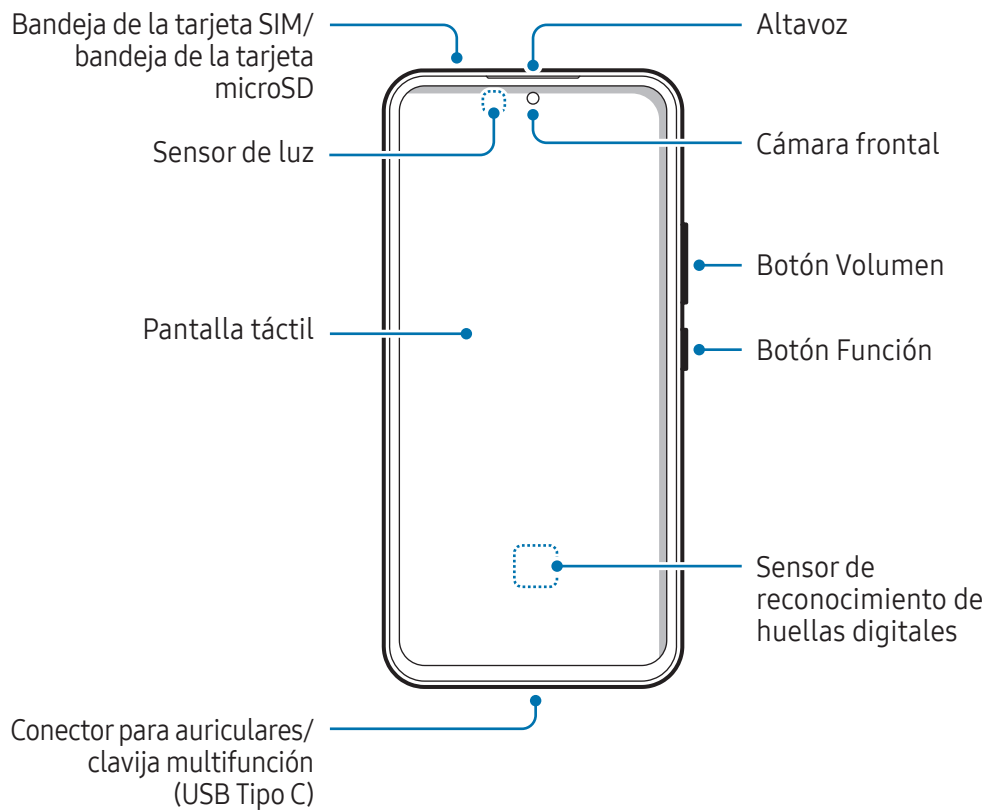 Bandeja de la tarjeta SIM/
bandeja de la tarjeta
microSD
Sensor de luz
Pantalla táctil
Conector para auriculares/
clavija multifunción
(USB Tipo C)
Altavoz
Cámara frontal
Botón Volumen
Botón Función
Sensor de
reconocimiento de
huellas digitales